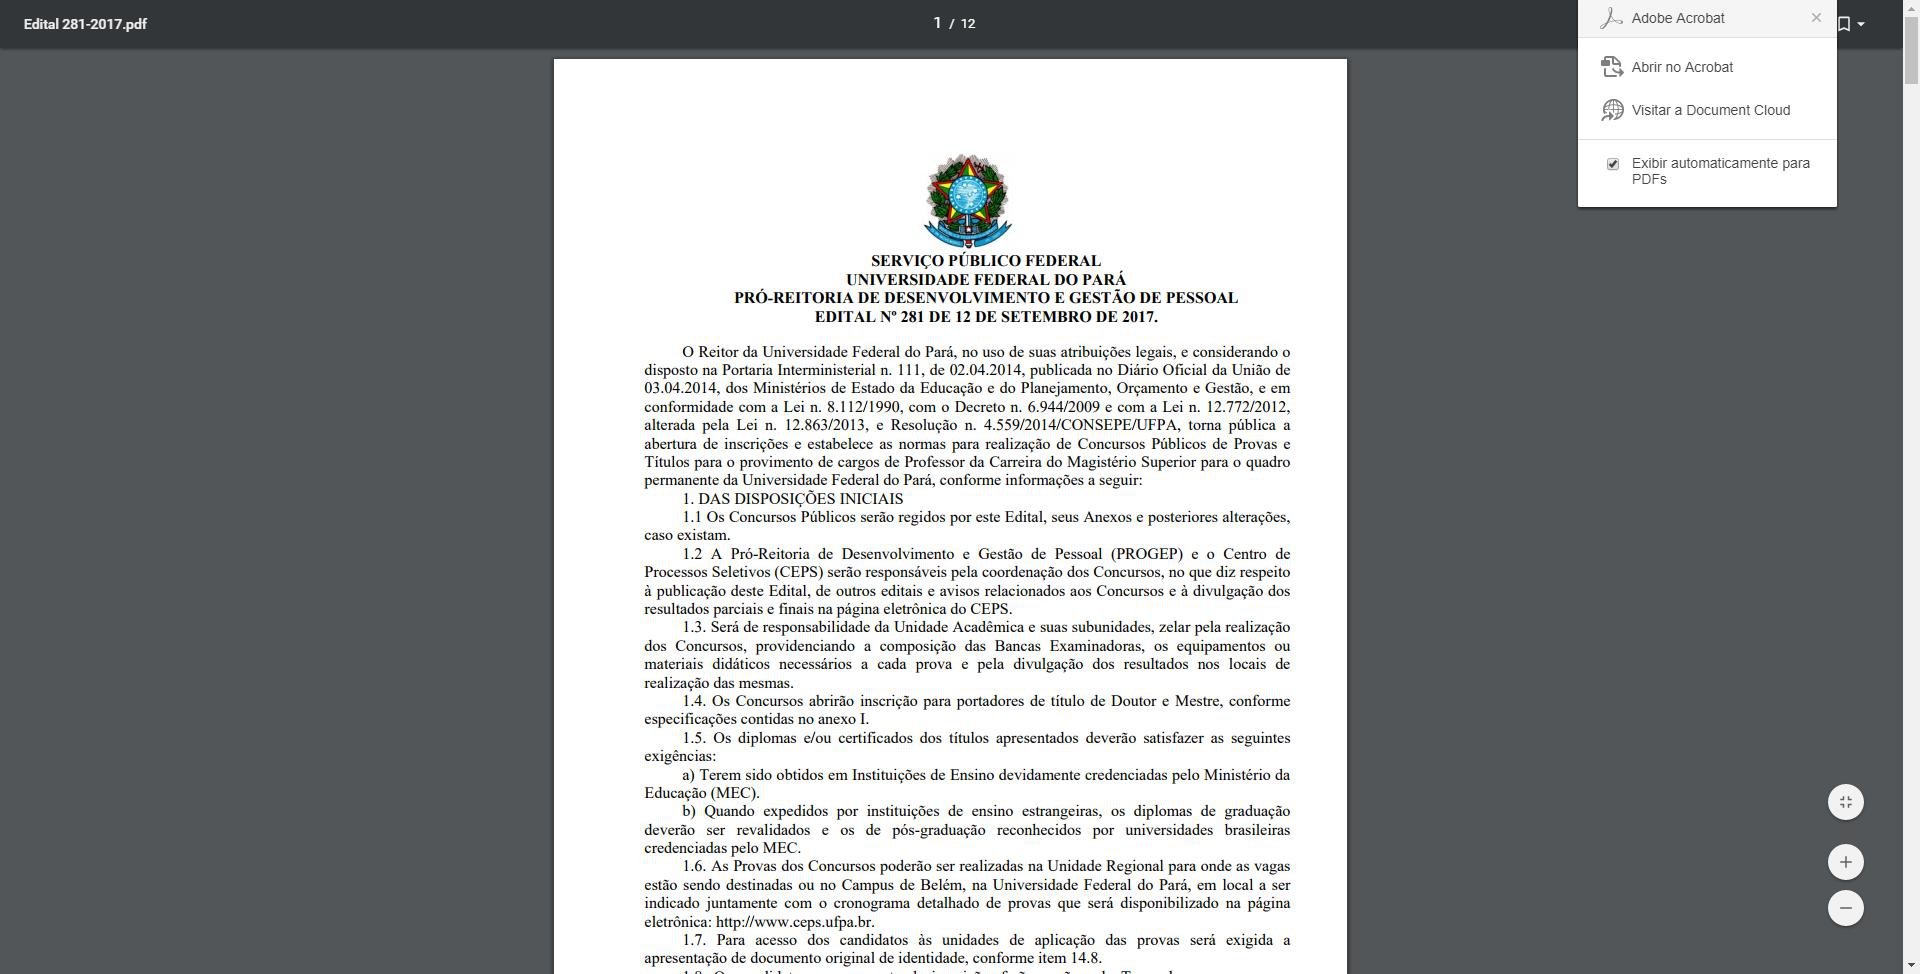 Edital 281-2017.pdf
1 / 12
Adobe Acrobat
Abrir no Acrobat
Visitar a Document Cloud
Exibir automaticamente para
PDFs
SERVIÇO PÚBLICO FEDERAL
UNIVERSIDADE FEDERAL DO PARÁ
PRÓ-REITORIA DE DESENVOLVIMENTO E GESTÃO DE PESSOAL
EDITAL Nº 281 DE 12 DE SETEMBRO DE 2017.
O Reitor da Universidade Federal do Pará, no uso de suas atribuições legais, e considerando o
disposto na Portaria Interministerial n. 111, de 02.04.2014, publicada no Diário Oficial da União de
03.04.2014, dos Ministérios de Estado da Educação e do Planejamento, Orçamento e Gestão, e em
conformidade com a Lei n. 8.112/1990, com o Decreto n. 6.944/2009 e com a Lei n. 12.772/2012,
alterada pela Lei n. 12.863/2013, e Resolução n. 4.559/2014/CONSEPE/UFPA, torna pública a
abertura de inscrições e estabelece as normas para realização de Concursos Públicos de Provas e
Títulos para o provimento de cargos de Professor da Carreira do Magistério Superior para o quadro
permanente da Universidade Federal do Pará, conforme informações a seguir:
1. DAS DISPOSIÇÕES INICIAIS
1.1 Os Concursos Públicos serão regidos por este Edital, seus Anexos e posteriores alterações,
caso existam.
1.2 A Pró-Reitoria de Desenvolvimento e Gestão de Pessoal (PROGEP) e o Centro de
Processos Seletivos (CEPS) serão responsáveis pela coordenação dos Concursos, no que diz respeito
à publicação deste Edital, de outros editais e avisos relacionados aos Concursos e à divulgação dos
resultados parciais e finais na página eletrônica do CEPS.
1.3. Será de responsabilidade da Unidade Acadêmica e suas subunidades, zelar pela realização
dos Concursos, providenciando a composição das Bancas Examinadoras, os equipamentos ou
materiais didáticos necessários a cada prova e pela divulgação dos resultados nos locais de
realização das mesmas.
1.4. Os Concursos abrirão inscrição para portadores de título de Doutor e Mestre, conforme
especificações contidas no anexo I.
1.5. Os diplomas e/ou certificados dos títulos apresentados deverão satisfazer as seguintes
exigências:
a) Terem sido obtidos em Instituições de Ensino devidamente credenciadas pelo Ministério da
Educação (MEC).
b) Quando expedidos por instituições de ensino estrangeiras, os diplomas de graduação
deverão ser revalidados e os de pós-graduação reconhecidos por universidades brasileiras
credenciadas pelo MEC.
1.6. As Provas dos Concursos poderão ser realizadas na Unidade Regional para onde as vagas
estão sendo destinadas ou no Campus de Belém, na Universidade Federal do Pará, em local a ser
indicado juntamente com o cronograma detalhado de provas que será disponibilizado na página
eletrônica: http://www.ceps.ufpa.br.
1.7. Para acesso dos candidatos às unidades de aplicação das provas será exigida a
apresentação de documento original de identidade, conforme item 14.8.